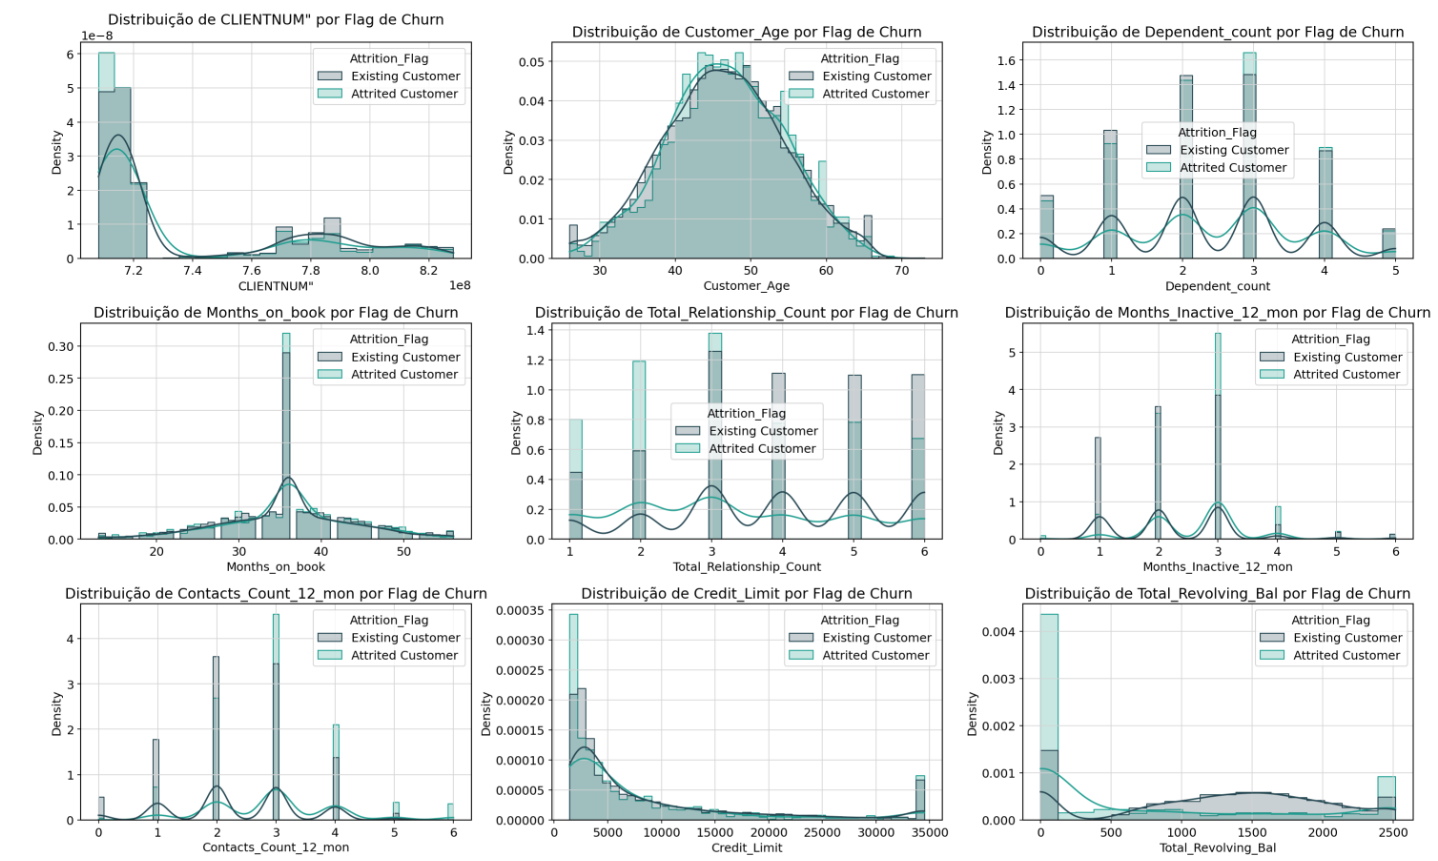 Distribuição de CLIENTNUM" por Flag de Churn
1e−8
6
5
4
3
2
1
0
Density
Attrition_Flag
Existing Customer
Attrited Customer
7.2 7.4 7.6 7.8 8.0 8.2
CLIENTNUM"
1e8
Distribuição de Customer_Age por Flag de Churn
0.05
0.04
0.03
0.02
0.01
0.00
Density
Attrition_Flag
Existing Customer
Attrited Customer
30 40 50 60 70
Customer_Age
Distribuição de Dependent_count por Flag de Churn
1.6
1.4
1.2
1.0
0.8
0.6
0.4
0.2
0.0
Density
Attrition_Flag
Existing Customer
Attrited Customer
0 1 2 3 4 5
Dependent_count
Distribuição de Months_on_book por Flag de Churn
0.30
0.25
0.20
0.15
0.10
0.05
0.00
Density
Attrition_Flag
Existing Customer
Attrited Customer
20 30 40 50
Months_on_book
Distribuição de Total_Relationship_Count por Flag de Churn
1.4
1.2
1.0
0.8
0.6
0.4
0.2
0.0
Density
Attrition_Flag
Existing Customer
Attrited Customer
1 2 3 4 5 6
Total_Relationship_Count
Distribuição de Months_Inactive_12_mon por Flag de Churn
5
4
3
2
1
0
Density
Attrition_Flag
Existing Customer
Attrited Customer
0 1 2 3 4 5 6
Months_Inactive_12_mon
Distribuição de Contacts_Count_12_mon por Flag de Churn
4
3
2
1
0
Density
Attrition_Flag
Existing Customer
Attrited Customer
0 1 2 3 4 5 6
Contacts_Count_12_mon
Distribuição de Credit_Limit por Flag de Churn
0.00035
0.00030
0.00025
0.00020
0.00015
0.00010
0.00005
0.00000
Density
Attrition_Flag
Existing Customer
Attrited Customer
0 5000 10000 15000 20000 25000 30000 35000
Credit_Limit
Distribuição de Total_Revolving_Bal por Flag de Churn
0.004
0.003
0.002
0.001
0.000
Density
Attrition_Flag
Existing Customer
Attrited Customer
0 500 1000 1500 2000 2500
Total_Revolving_Bal